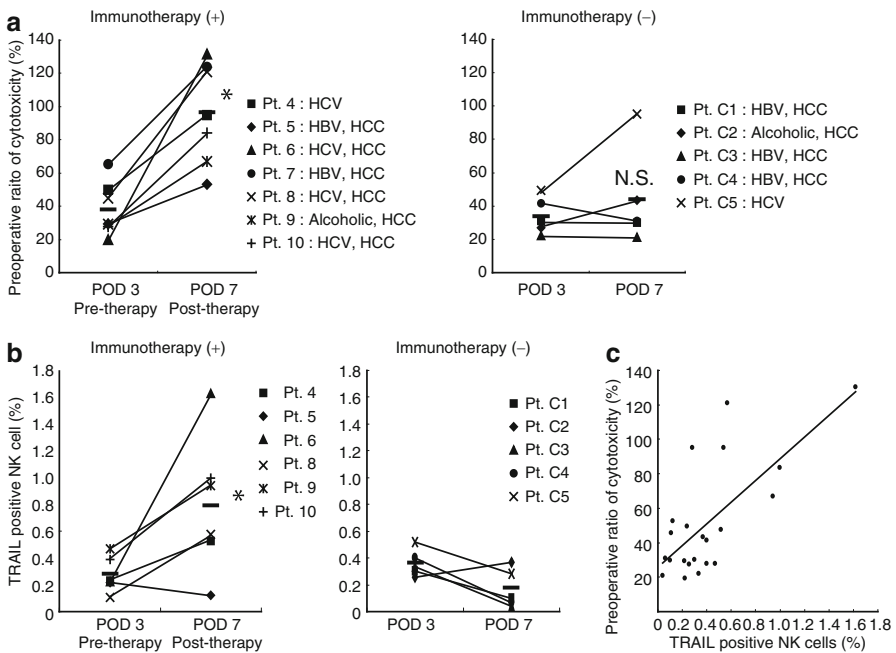 a
Immunotherapy (+)
Preoperative raito of cytotoxicity (%)
140
120
100
80
60
40
20
0
*
POD 3
Pre-therapy
POD 7
Post-therapy
Pt. 4 : HCV
Pt. 5 : HBV, HCC
Pt. 6 : HCV, HCC
Pt. 7 : HBV, HCC
Pt. 8 : HCV, HCC
Pt. 9 : Alcoholic, HCC
Pt. 10 : HCV, HCC
Immunotherapy (−)
140
120
100
80
60
40
20
0
N.S.
POD 3
POD 7
Pt. C1 : HBV, HCC
Pt. C2 : Alcoholic, HCC
Pt. C3 : HBV, HCC
Pt. C4 : HBV, HCC
Pt. C5 : HCV
b
Immunotherapy (+)
TRAIL positive NK cell (%)
1.8
1.6
1.4
1.2
1.0
0.8
0.6
0.4
0.2
0
*
POD 3
Pre-therapy
POD 7
Post-therapy
Pt. 4
Pt. 5
Pt. 6
Pt. 8
Pt. 9
Pt. 10
Immunotherapy (−)
1.8
1.6
1.4
1.2
1.0
0.8
0.6
0.4
0.2
0
POD 3
POD 7
Pt. C1
Pt. C2
Pt. C3
Pt. C4
Pt. C5
c
Preoperative ratio of cytotoxicity (%)
140
120
100
80
60
40
20
0 0.2 0.4 0.6 0.8 1.0 1.2 1.4 1.6 1.8
TRAIL positive NK cells (%)